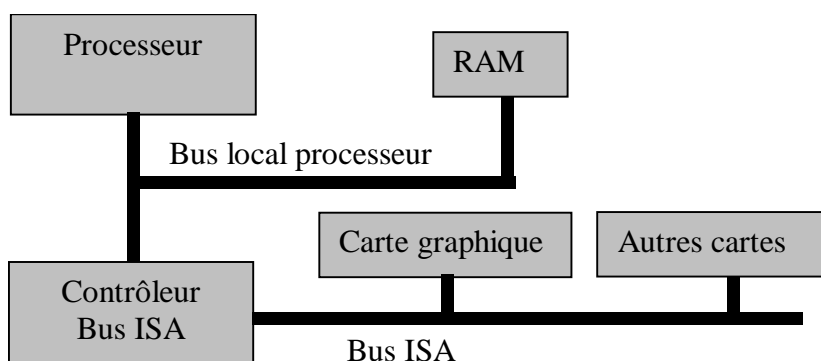 Processeur
RAM
Bus local processeur
Carte graphique
Autres cartes
Contrôleur
Bus ISA
Bus ISA